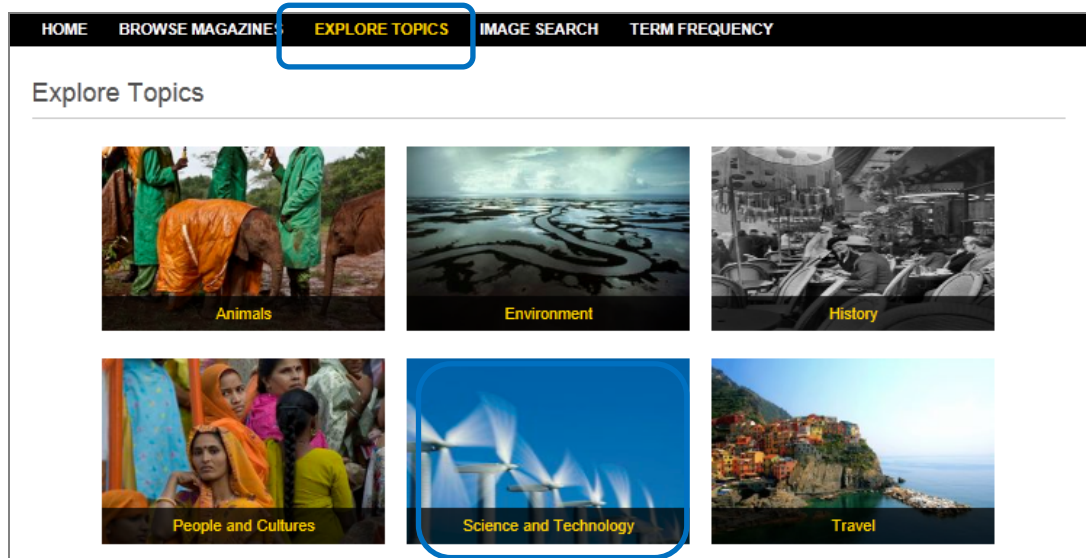 HOME BROWSE MAGAZINES EXPLORE TOPICS IMAGE SEARCH TERM FREQUENCY
Explore Topics
Animals Environment History
People and Cultures Science and Technology Travel